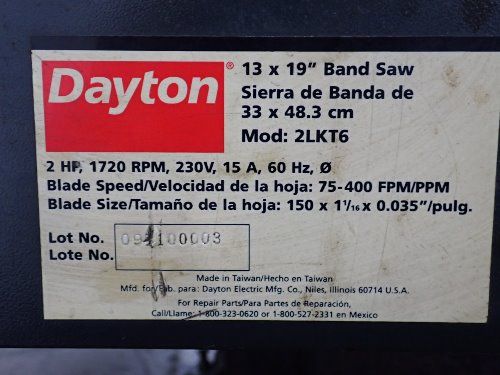 Dayton®
13 x 19" Band Saw
Sierra de Banda de
33 x 48.3 cm
Mod: 2LKT6
2 HP, 1720 RPM, 230V, 15 A, 60 Hz, Ø
Blade Speed/Velocidad de la hoja: 75-400 FPM/PPM
Blade Size/Tamaño de la hoja: 150 x 1 1/16 x 0.035"/pulg.
Lot No.
Lote No.
Made in Taiwan/Hecho en Taiwan
Mfd. for/Fab. para: Dayton Electric Mfg. Co., Niles, Illinois 60714 U.S.A.
For Repair Parts/Para Partes de Reparación,
Call/Llame: 1-800-323-0620 or 1-800-527-2331 en Mexico